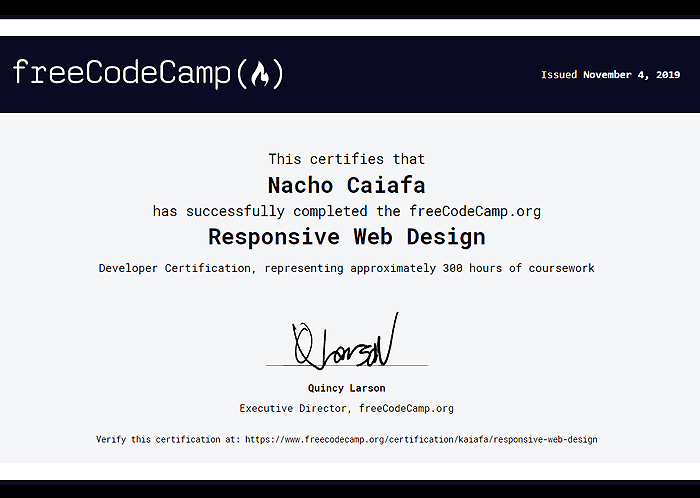 freeCodeCamp(🔥)
Issued November 4, 2019
This certifies that
Nacho Caiafa
has successfully completed the freeCodeCamp.org
Responsive Web Design
Developer Certification, representing approximately 300 hours of coursework
QLarson
Quincy Larson
Executive Director, freeCodeCamp.org
Verify this certification at: https://www.freecodecamp.org/certification/kaiafa/responsive-web-design